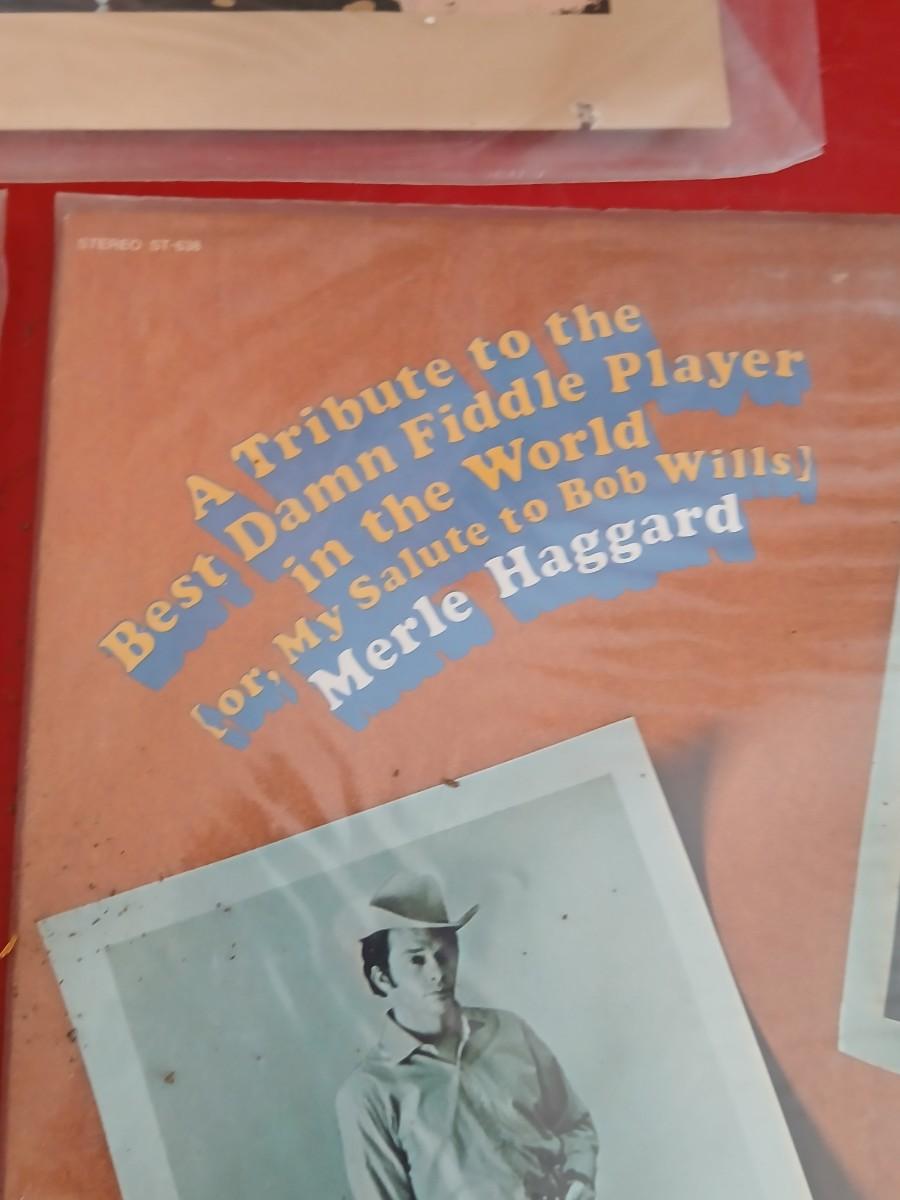 STEREO ST-638
A Tribute to the
Best Damn Fiddle Player
in the World
[or, My Salute to Bob Wills]
Merle Haggard